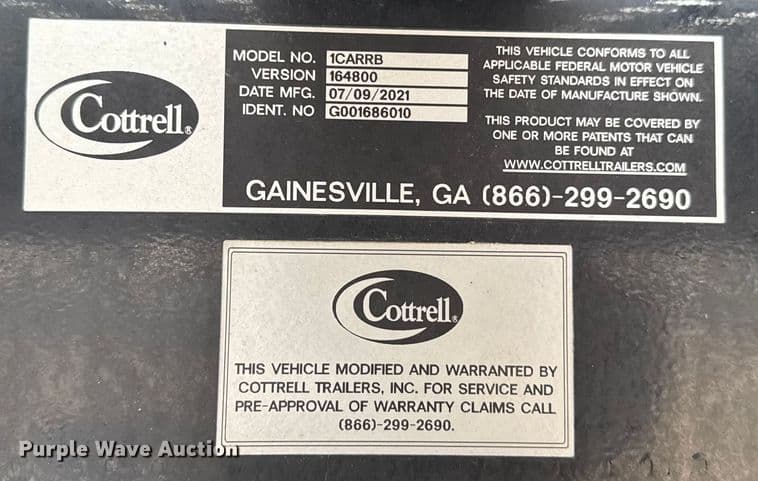 Cottrell®
MODEL NO. 1CARRB
VERSION 164800
DATE MFG. 07/09/2021
IDENT. NO G001686010
THIS VEHICLE CONFORMS TO ALL
APPLICABLE FEDERAL MOTOR VEHICLE
SAFETY STANDARDS IN EFFECT ON
THE DATE OF MANUFACTURE SHOWN.
THIS PRODUCT MAY BE COVERED BY
ONE OR MORE PATENTS THAT CAN
BE FOUND AT
WWW.COTTRELLTRAILERS.COM
GAINESVILLE, GA (866)-299-2690
Cottrell®
THIS VEHICLE MODIFIED AND WARRANTED BY
COTTRELL TRAILERS, INC. FOR SERVICE AND
PRE-APPROVAL OF WARRANTY CLAIMS CALL
(866)-299-2690.
Purple Wave Auction